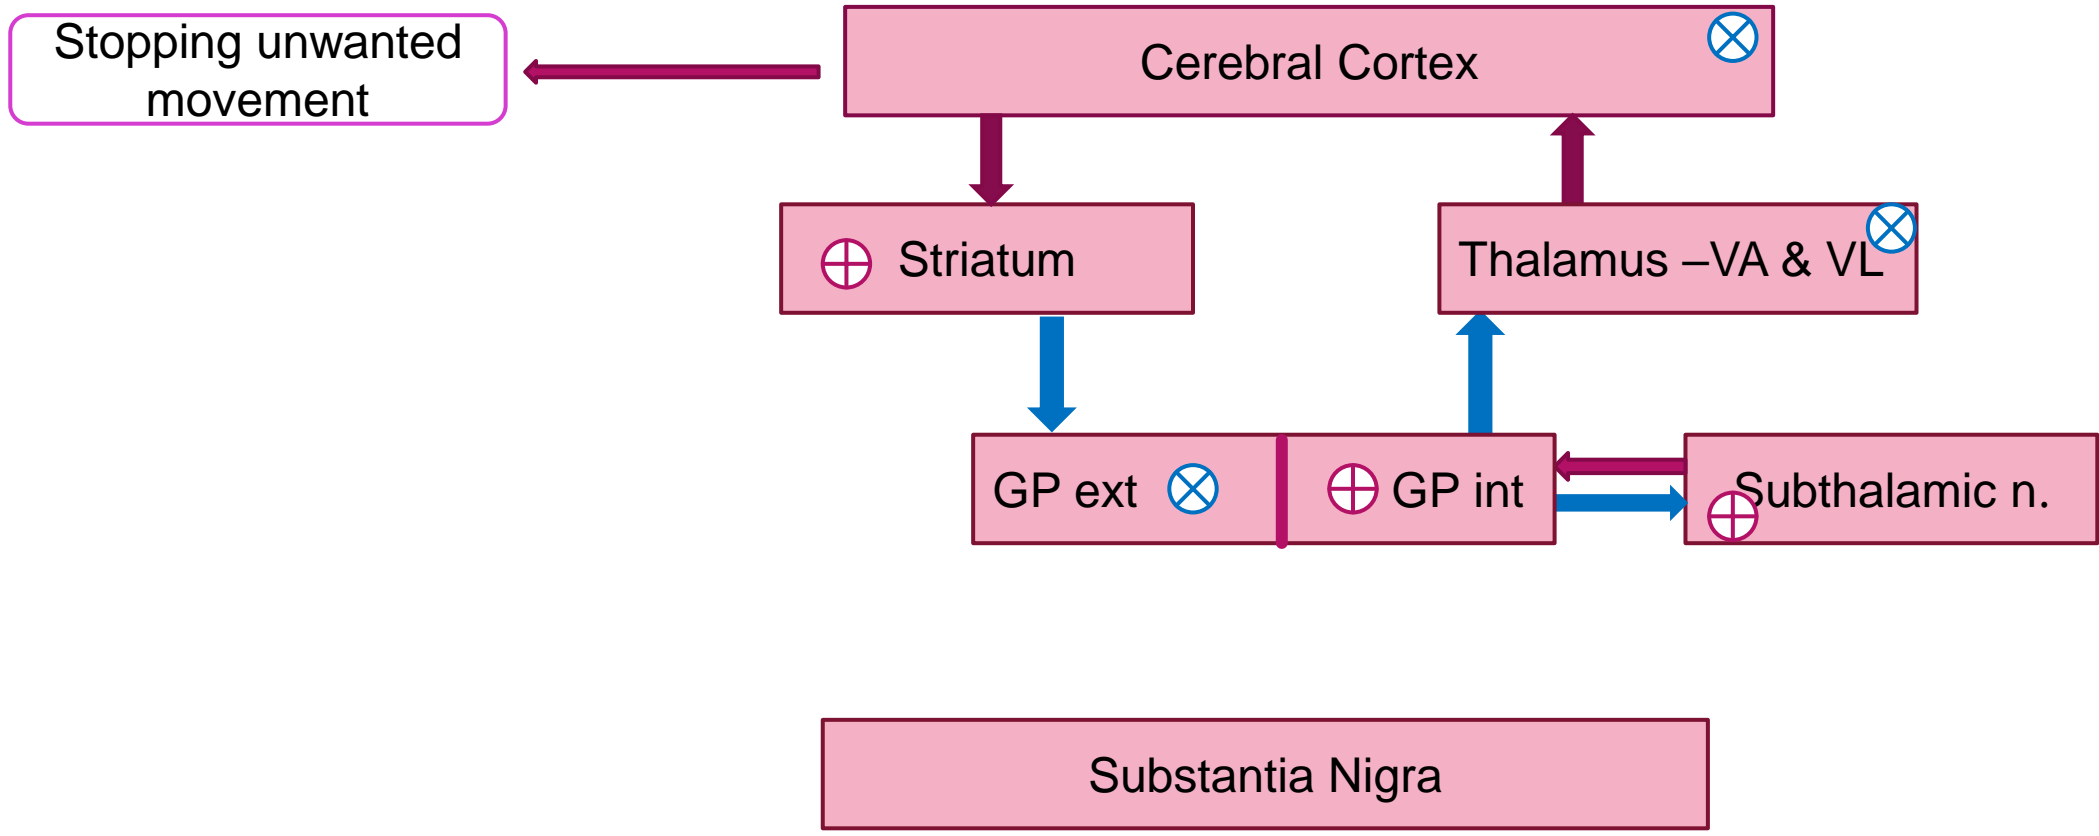 Stopping unwanted
movement
Cerebral Cortex
Striatum
Thalamus –VA & VL
GP ext
GP int
Subthalamic n.
Substantia Nigra